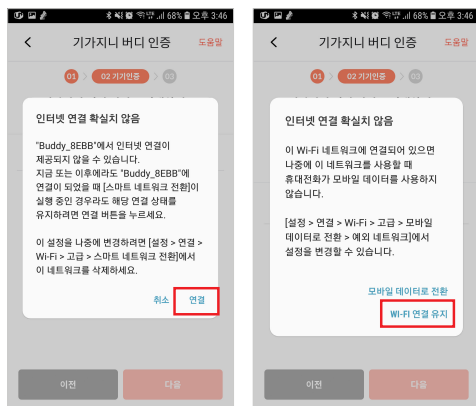 68% 오후 3:46
기가지니 버디 인증
도움말
01 > 02 기기인증 > 03
인터넷 연결 확실치 않음
"Buddy_8EBB"에서 인터넷 연결이
제공되지 않을 수 있습니다.
지금 또는 이후에라도 "Buddy_8EBB"에
연결이 되었을 때 [스마트 네트워크 전환]이
실행 중인 경우라도 해당 연결 상태를
유지하려면 연결 버튼을 누르세요.
이 설정을 나중에 변경하려면 [설정 > 연결 >
Wi-Fi > 고급 > 스마트 네트워크 전환]에서
이 네트워크를 삭제하세요.
취소 연결
이전 다음
68% 오후 3:46
기가지니 버디 인증
도움말
01 > 02 기기인증 > 03
인터넷 연결 확실치 않음
이 Wi-Fi 네트워크에 연결되어 있으면
나중에 이 네트워크를 사용할 때
휴대전화가 모바일 데이터를 사용하지
않습니다.
[설정 > 연결 > Wi-Fi > 고급 > 모바일
데이터로 전환 > 예외 네트워크]에서
설정을 변경할 수 있습니다.
모바일 데이터로 전환
WI-FI 연결 유지
이전 다음